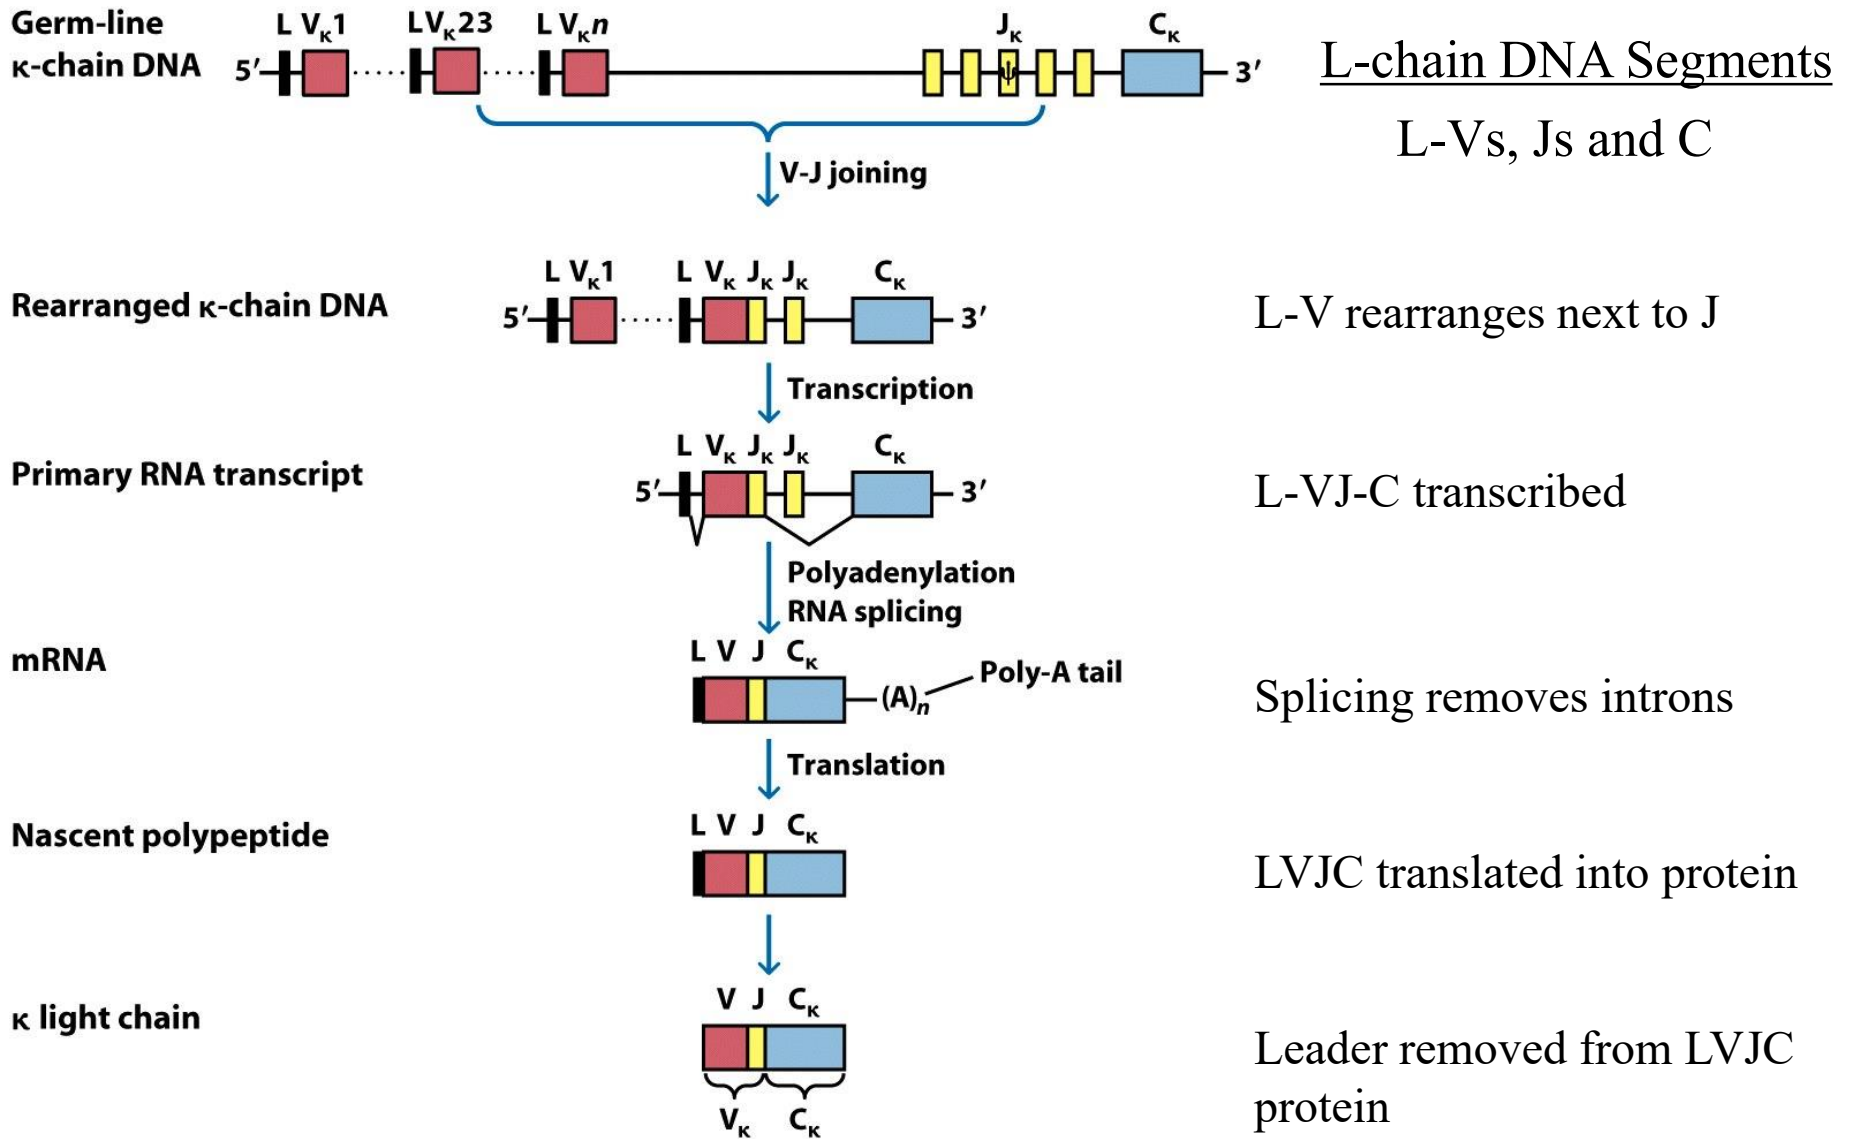 Germ-line
κ-chain DNA
L Vκ1 LVκ23 L Vκn Jκ Cκ
5′ ψ 3′
L-chain DNA Segments
L-Vs, Js and C
V-J joining
Rearranged κ-chain DNA
L Vκ1 L Vκ Jκ Jκ Cκ
5′ 3′
L-V rearranges next to J
Transcription
Primary RNA transcript
L Vκ Jκ Jκ Cκ
5′ 3′
L-VJ-C transcribed
Polyadenylation
RNA splicing
mRNA
L V J Cκ
(A)n
Poly-A tail
Splicing removes introns
Translation
Nascent polypeptide
L V J Cκ
LVJC translated into protein
κ light chain
V J Cκ
Vκ Cκ
Leader removed from LVJC
protein